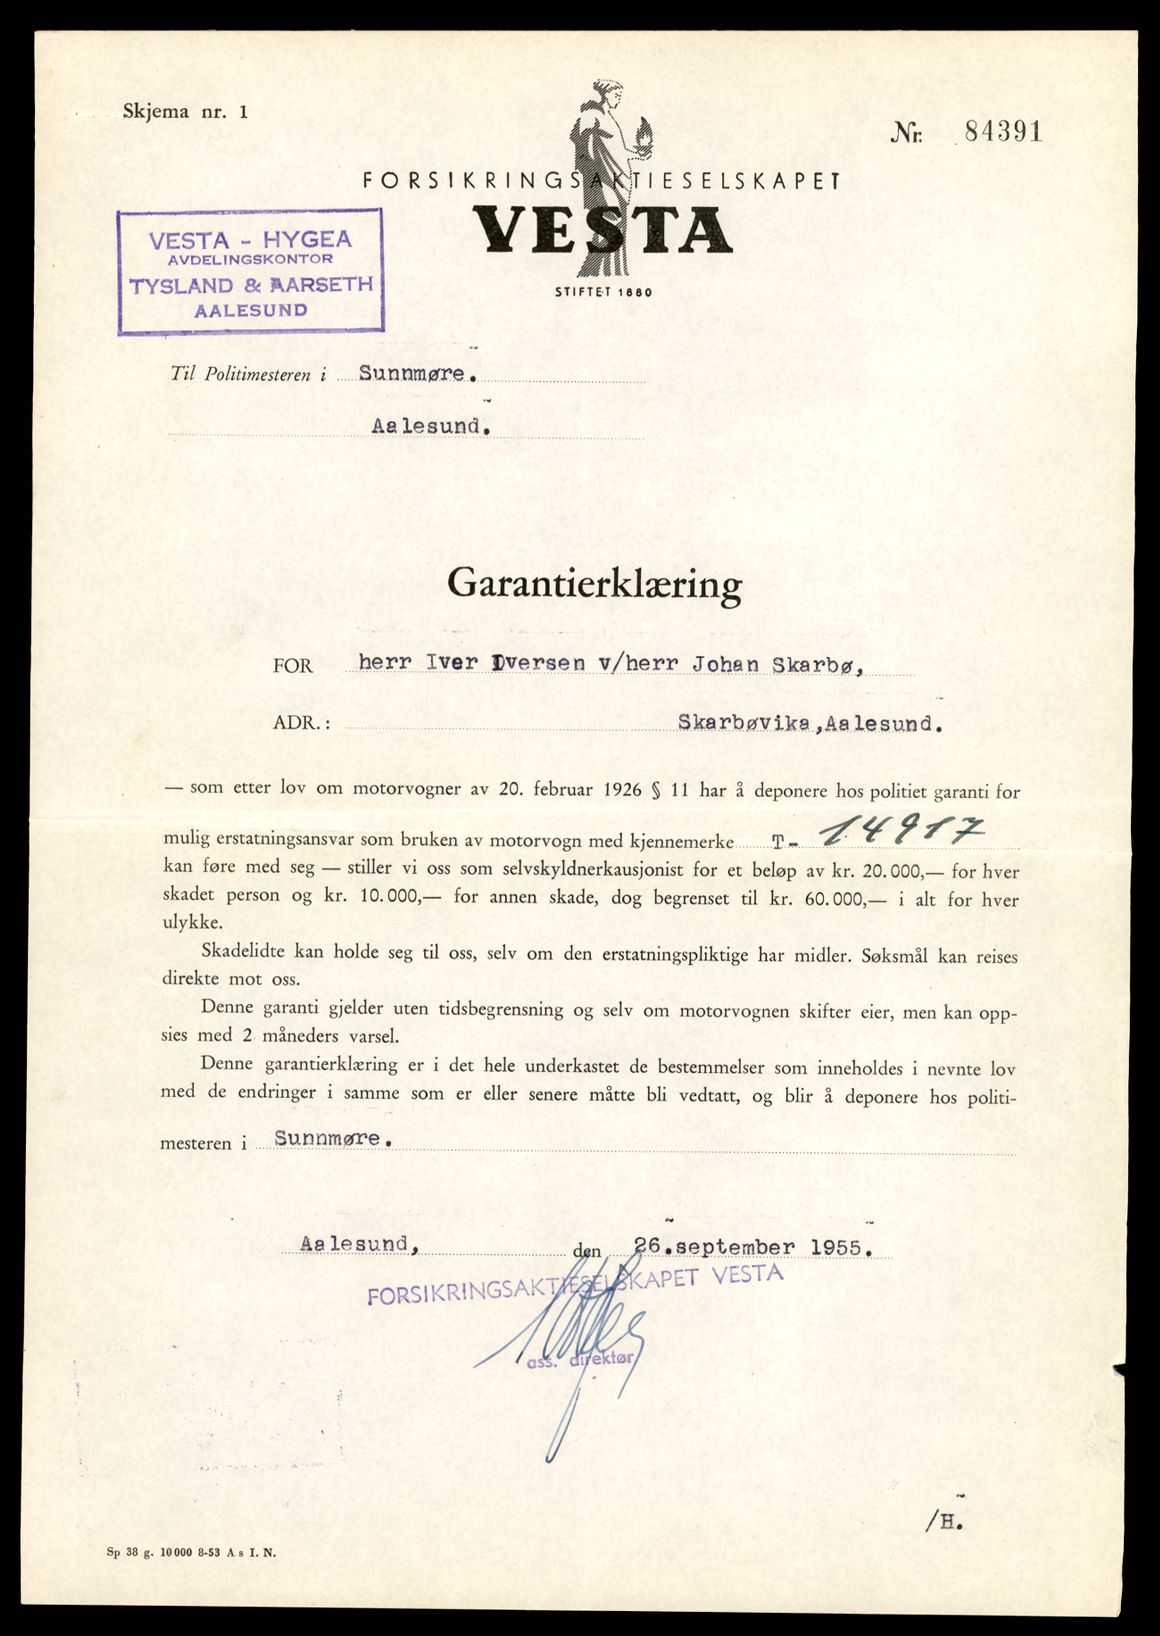 Skjema nr. 1
Nr. 84391
FORSIKRINGSAKTIESELSKAPET
VESTA
STIFTET 1880
VESTA - HYGEA
AVDELINGSKONTOR
TYSLAND & AARSETH
AALESUND
Til Politimesteren i Sunnmøre.
Aalesund.
Garantierklæring
FOR herr Iver Iversen v/herr Johan Skarbø,
ADR.: Skarbøvika,Aalesund.
— som etter lov om motorvogner av 20. februar 1926 § 11 har å deponere hos politiet garanti for
mulig erstatningsansvar som bruken av motorvogn med kjennemerke T- 14917
kan føre med seg — stiller vi oss som selvskyldnerkausjonist for et beløp av kr. 20.000,— for hver
skadet person og kr. 10.000,— for annen skade, dog begrenset til kr. 60.000,— i alt for hver
ulykke.
Skadelidte kan holde seg til oss, selv om den erstatningspliktige har midler. Søksmål kan reises
direkte mot oss.
Denne garanti gjelder uten tidsbegrensning og selv om motorvognen skifter eier, men kan opp-
sies med 2 måneders varsel.
Denne garantierklæring er i det hele underkastet de bestemmelser som inneholdes i nevnte lov
med de endringer i samme som er eller senere måtte bli vedtatt, og blir å deponere hos politi-
mesteren i Sunnmøre.
Aalesund, den 26.september 1955.
FORSIKRINGSAKTIESELSKAPET VESTA
ass. direktør
/H.
Sp 38 g. 10000 8-53 A s I. N.